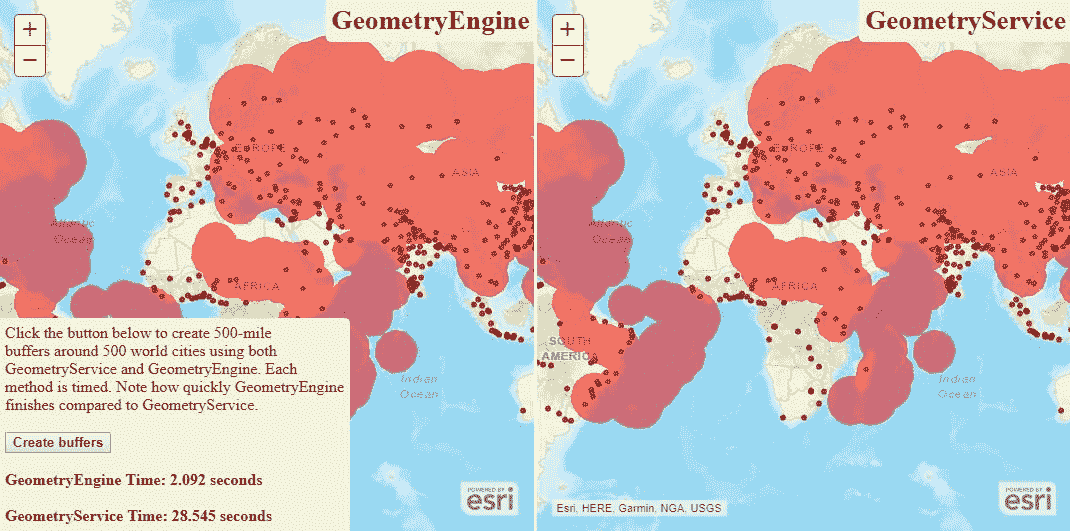 GeometryEngine
+
−
EUROPE
ASIA
Atlantic
Ocean
AFRICA
Indian
Ocean
Click the button below to create 500-mile
buffers around 500 world cities using both
GeometryService and GeometryEngine. Each
method is timed. Note how quickly GeometryEngine
finishes compared to GeometryService.
Create buffers
GeometryEngine Time: 2.092 seconds
GeometryService Time: 28.545 seconds
POWERED BY
esri
GeometryService
+
−
EUROPE
ASIA
Atlantic
Ocean
AFRICA
SOUTH
AMERICA
Indian
Ocean
Esri, HERE, Garmin, NGA, USGS
POWERED BY
esri